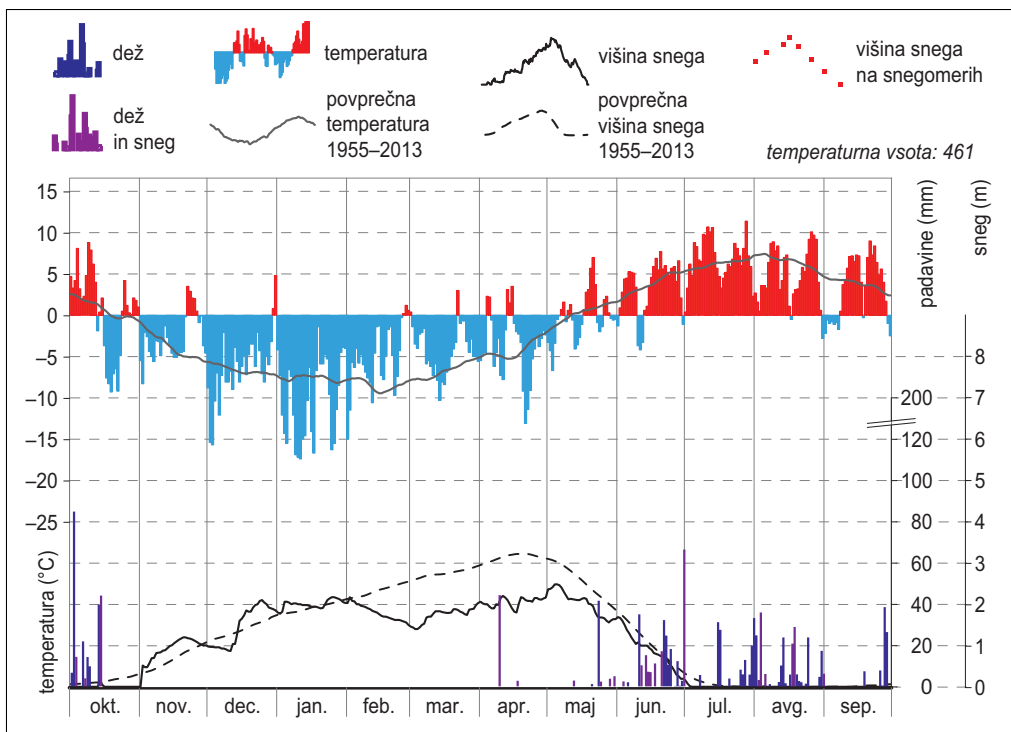 dež
temperatura
višina snega
višina snega
na snegomerih
dež
in sneg
povprečna
temperatura
1955–2013
povprečna
višina snega
1955–2013
temperaturna vsota: 461
15
10
5
0
–5
–10
–15
–20
–25
temperatura (°C)
padavine (mm)
200
120
100
80
60
40
20
0
sneg (m)
8
7
6
5
4
3
2
1
0
okt.
nov.
dec.
jan.
feb.
mar.
apr.
maj
jun.
jul.
avg.
sep.